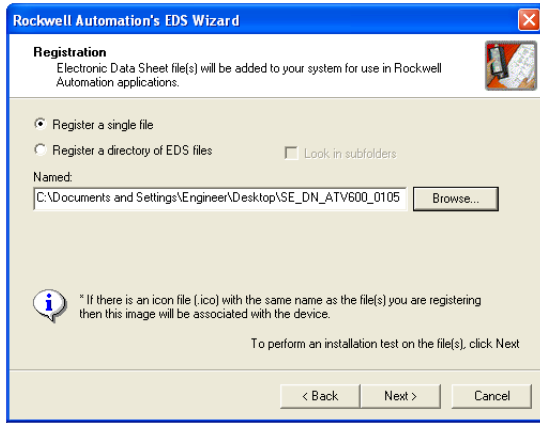 Rockwell Automation's EDS Wizard
Registration
Electronic Data Sheet file(s) will be added to your system for use in Rockwell
Automation applications.
Register a single file
Register a directory of EDS files
Look in subfolders
Named:
C:\Documents and Settings\Engineer\Desktop\SE_DN_ATV600_0105
Browse...
* If there is an icon file (.ico) with the same name as the file(s) you are registering
then this image will be associated with the device.
To perform an installation test on the file(s), click Next
< Back
Next >
Cancel